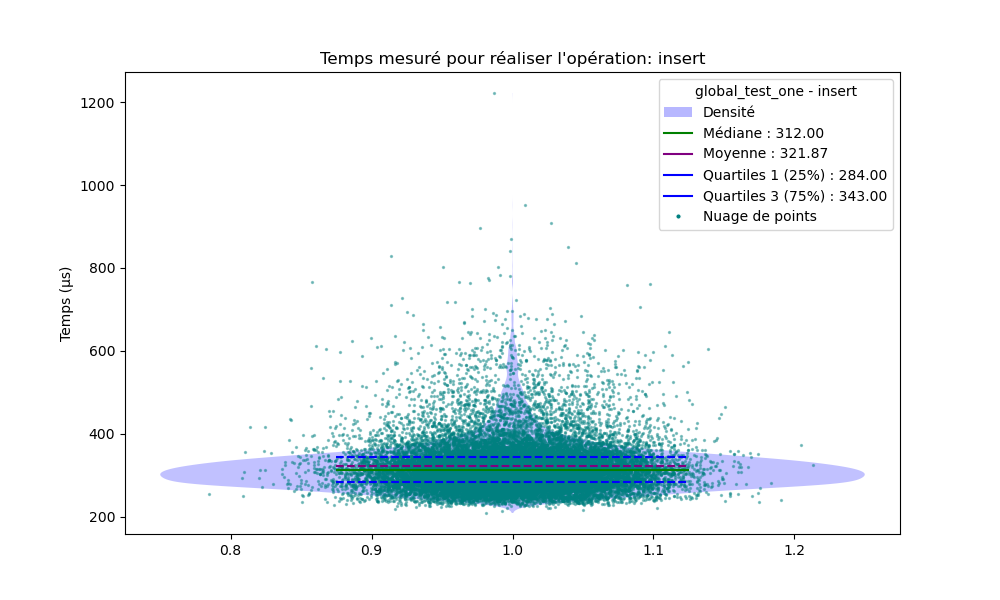 Temps mesuré pour réaliser l'opération: insert
global_test_one - insert
Densité
Médiane : 312.00
Moyenne : 321.87
Quartiles 1 (25%) : 284.00
Quartiles 3 (75%) : 343.00
Nuage de points
Temps (µs)
1200
1000
800
600
400
200
0.8 0.9 1.0 1.1 1.2